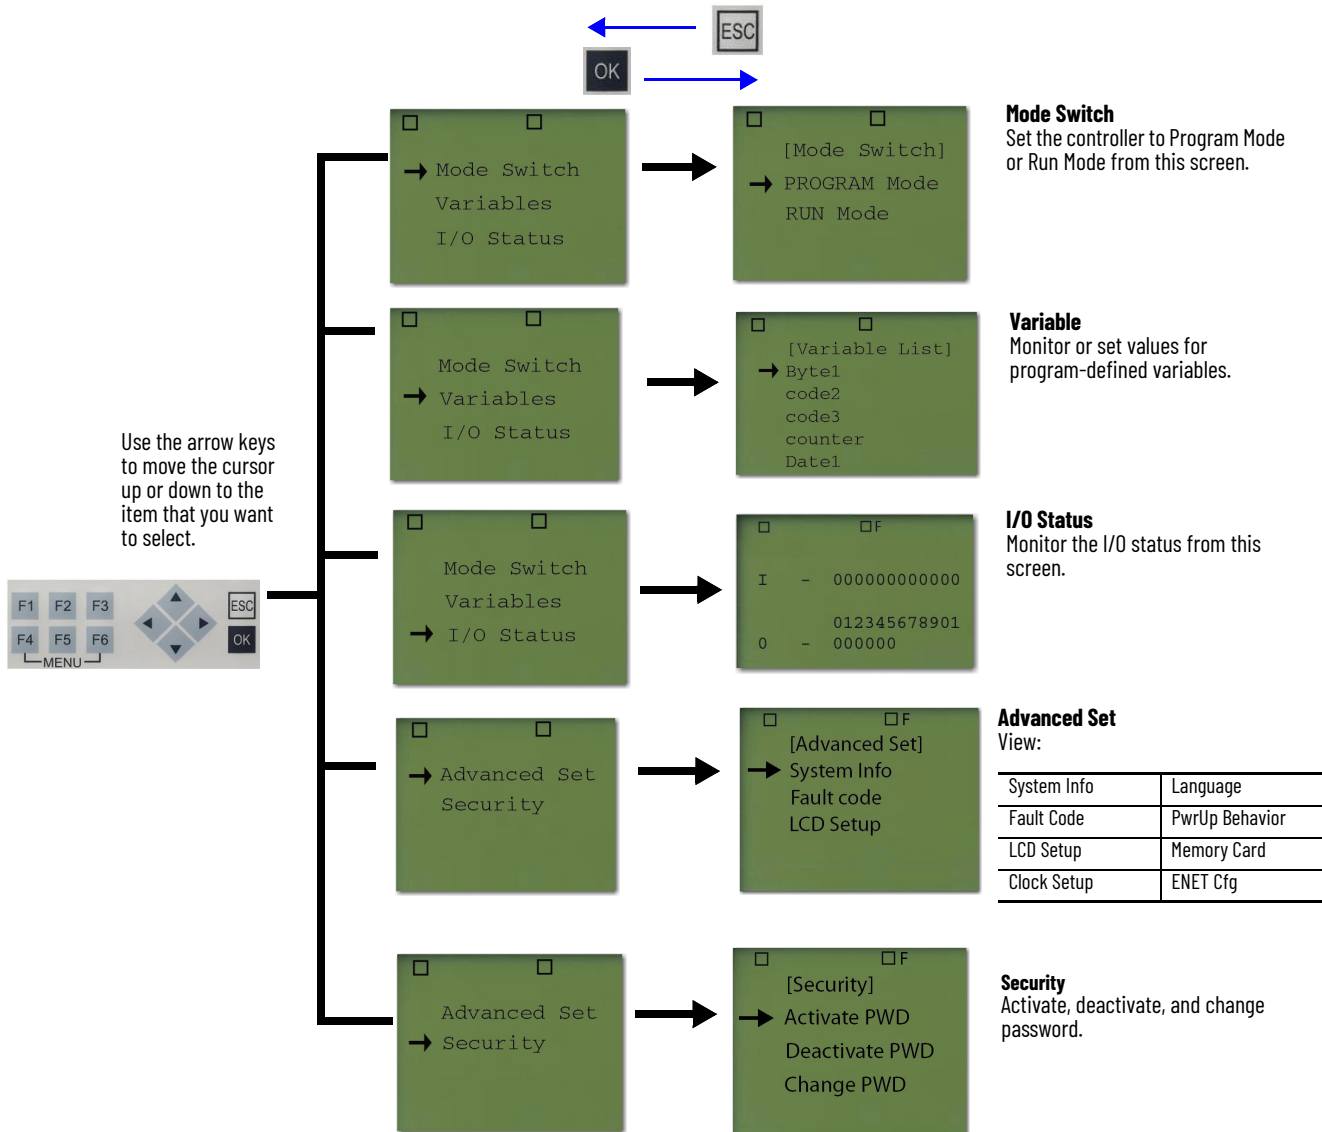 ESC
OK
Mode Switch
Variables
I/O Status
[Mode Switch]
PROGRAM Mode
RUN Mode
Mode Switch
Set the controller to Program Mode
or Run Mode from this screen.
Mode Switch
Variables
I/O Status
[Variable List]
Byte1
code2
code3
counter
Date1
Variable
Monitor or set values for
program-defined variables.
Use the arrow keys
to move the cursor
up or down to the
item that you want
to select.
F1 F2 F3
F4 F5 F6
MENU
ESC
OK
Mode Switch
Variables
I/O Status
F
I - 000000000000
012345678901
O - 000000
I/O Status
Monitor the I/O status from this
screen.
Advanced Set
Security
F
[Advanced Set]
System Info
Fault code
LCD Setup
Advanced Set
View:
System Info Language
Fault Code PwrUp Behavior
LCD Setup Memory Card
Clock Setup ENET Cfg
Advanced Set
Security
F
[Security]
Activate PWD
Deactivate PWD
Change PWD
Security
Activate, deactivate, and change
password.